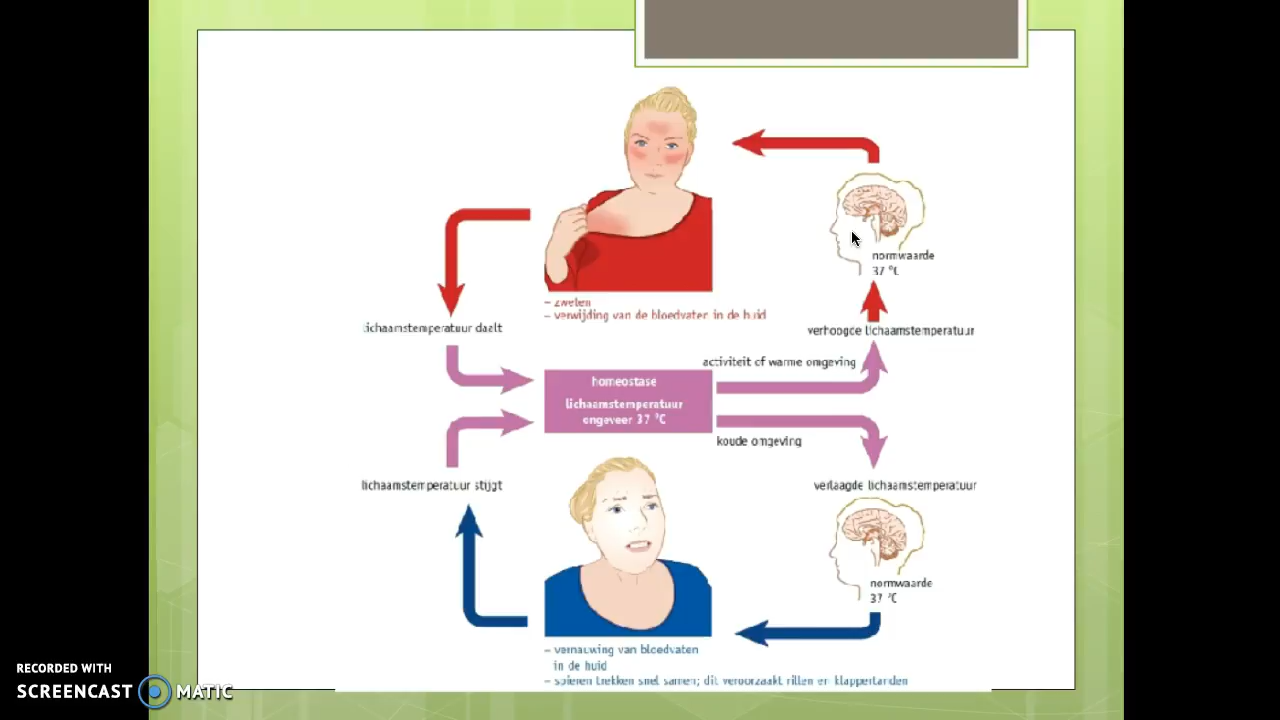 normwaarde
37 °C
– zweten
– verwijding van de bloedvaten in de huid
lichaamstemperatuur daalt
verhoogde lichaamstemperatuur
activiteit of warme omgeving
homeostase
lichaamstemperatuur
ongeveer 37 °C
koude omgeving
lichaamstemperatuur stijgt
verlaagde lichaamstemperatuur
normwaarde
37 °C
– vernauwing van bloedvaten
in de huid
– spieren trekken snel samen; dit veroorzaakt rillen en klappertanden
RECORDED WITH
SCREENCAST MATIC